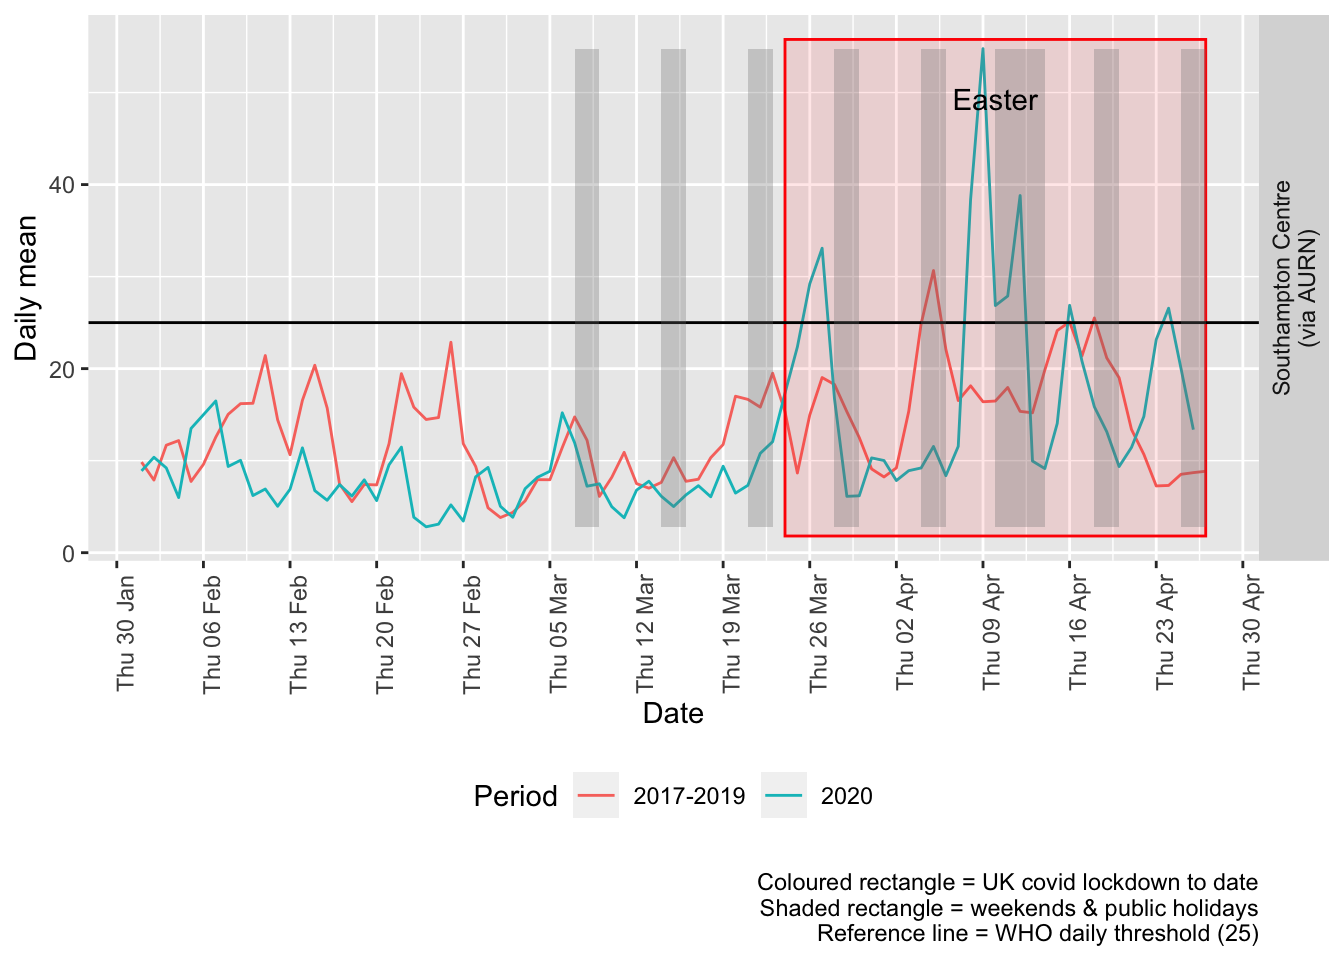 Easter
Daily mean
40
20
0
Southampton Centre
(via AURN)
Thu 30 Jan
Thu 06 Feb
Thu 13 Feb
Thu 20 Feb
Thu 27 Feb
Thu 05 Mar
Thu 12 Mar
Thu 19 Mar
Thu 26 Mar
Thu 02 Apr
Thu 09 Apr
Thu 16 Apr
Thu 23 Apr
Thu 30 Apr
Date
Period 2017-2019 2020
Coloured rectangle = UK covid lockdown to date
Shaded rectangle = weekends & public holidays
Reference line = WHO daily threshold (25)